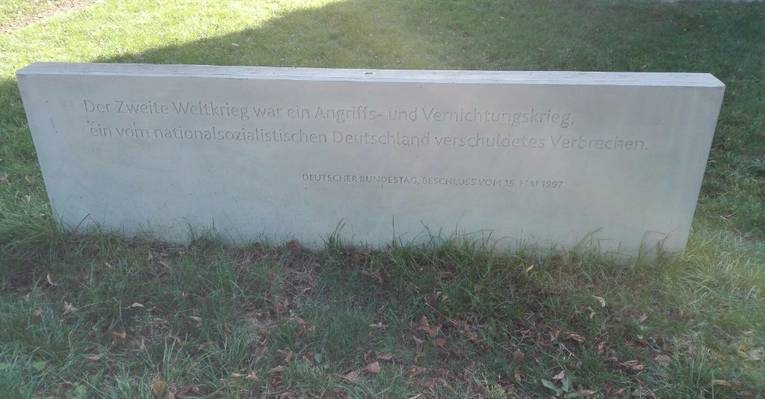 Der Zweite Weltkrieg war ein Angriffs- und Vernichtungskrieg,
ein vom nationalsozialistischen Deutschland verschuldetes Verbrechen.
DEUTSCHER BUNDESTAG, BESCHLUSS VOM 15. MAI 1997